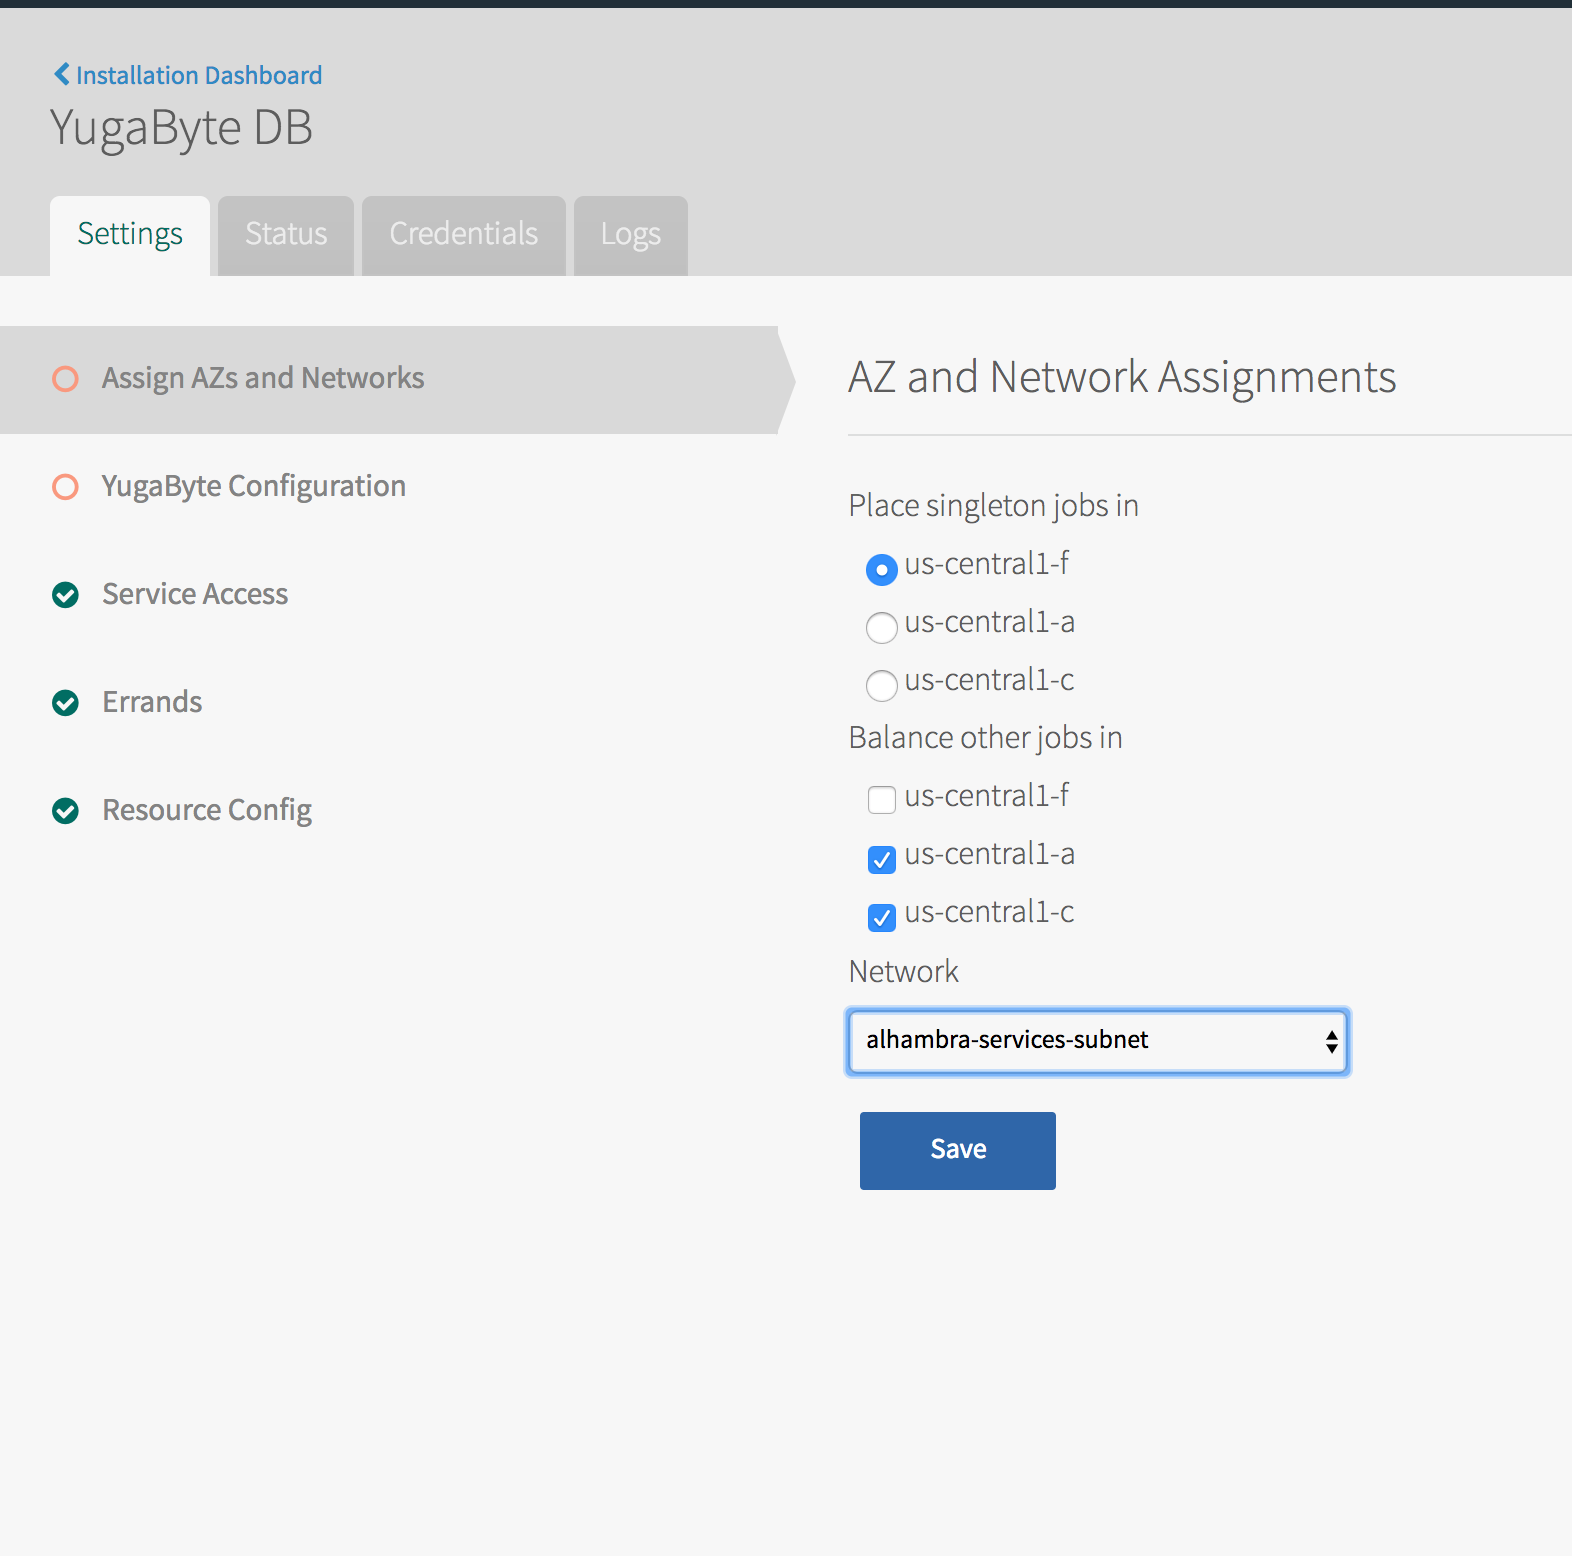 Installation Dashboard
YugaByte DB
Settings
Status
Credentials
Logs
Assign AZs and Networks
YugaByte Configuration
Service Access
Errands
Resource Config
AZ and Network Assignments
Place singleton jobs in
us-central1-f
us-central1-a
us-central1-c
Balance other jobs in
us-central1-f
us-central1-a
us-central1-c
Network
alhambra-services-subnet
Save